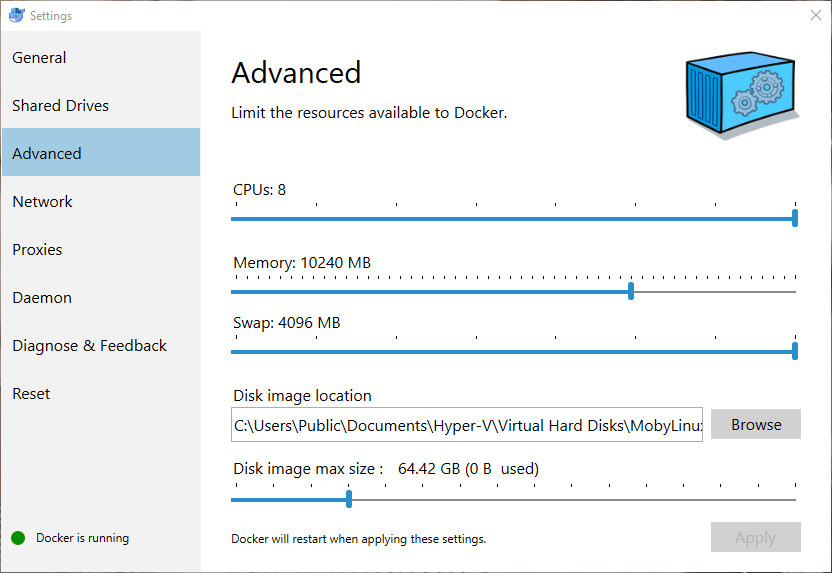 Settings
General
Shared Drives
Advanced
Network
Proxies
Daemon
Diagnose & Feedback
Reset
Docker is running
Advanced
Limit the resources available to Docker.
CPUs: 8
Memory: 10240 MB
Swap: 4096 MB
Disk image location
C:\Users\Public\Documents\Hyper-V\Virtual Hard Disks\MobyLinux
Browse
Disk image max size : 64.42 GB (0 B used)
Docker will restart when applying these settings.
Apply